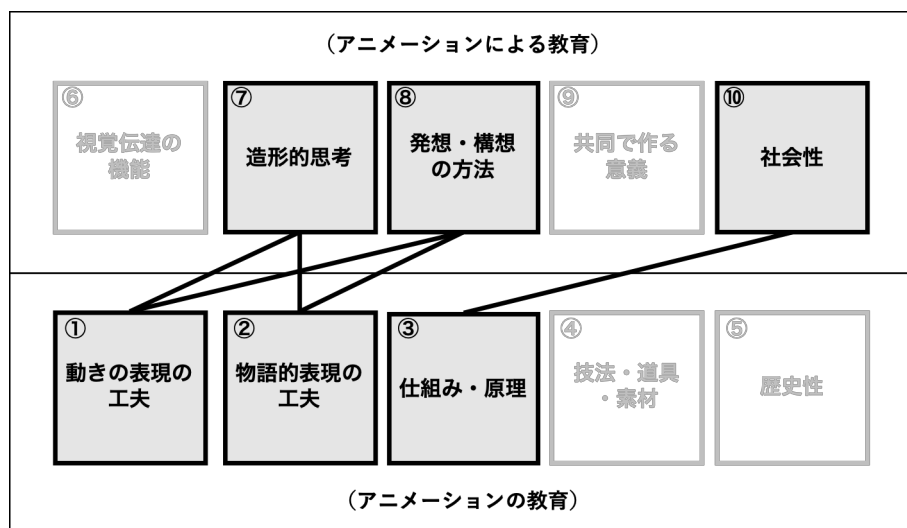 （アニメーションによる教育）
⑥
視覚伝達の
機能
⑦
造形的思考
⑧
発想・構想
の方法
⑨
共同で作る
意義
⑩
社会性
①
動きの表現の
工夫
②
物語的表現の
工夫
③
仕組み・原理
④
技法・道具
・素材
⑤
歴史性
（アニメーションの教育）